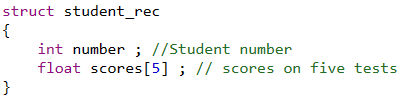 struct student_rec
{
    int number ; //Student number
    float scores[5] ; // scores on five tests
}